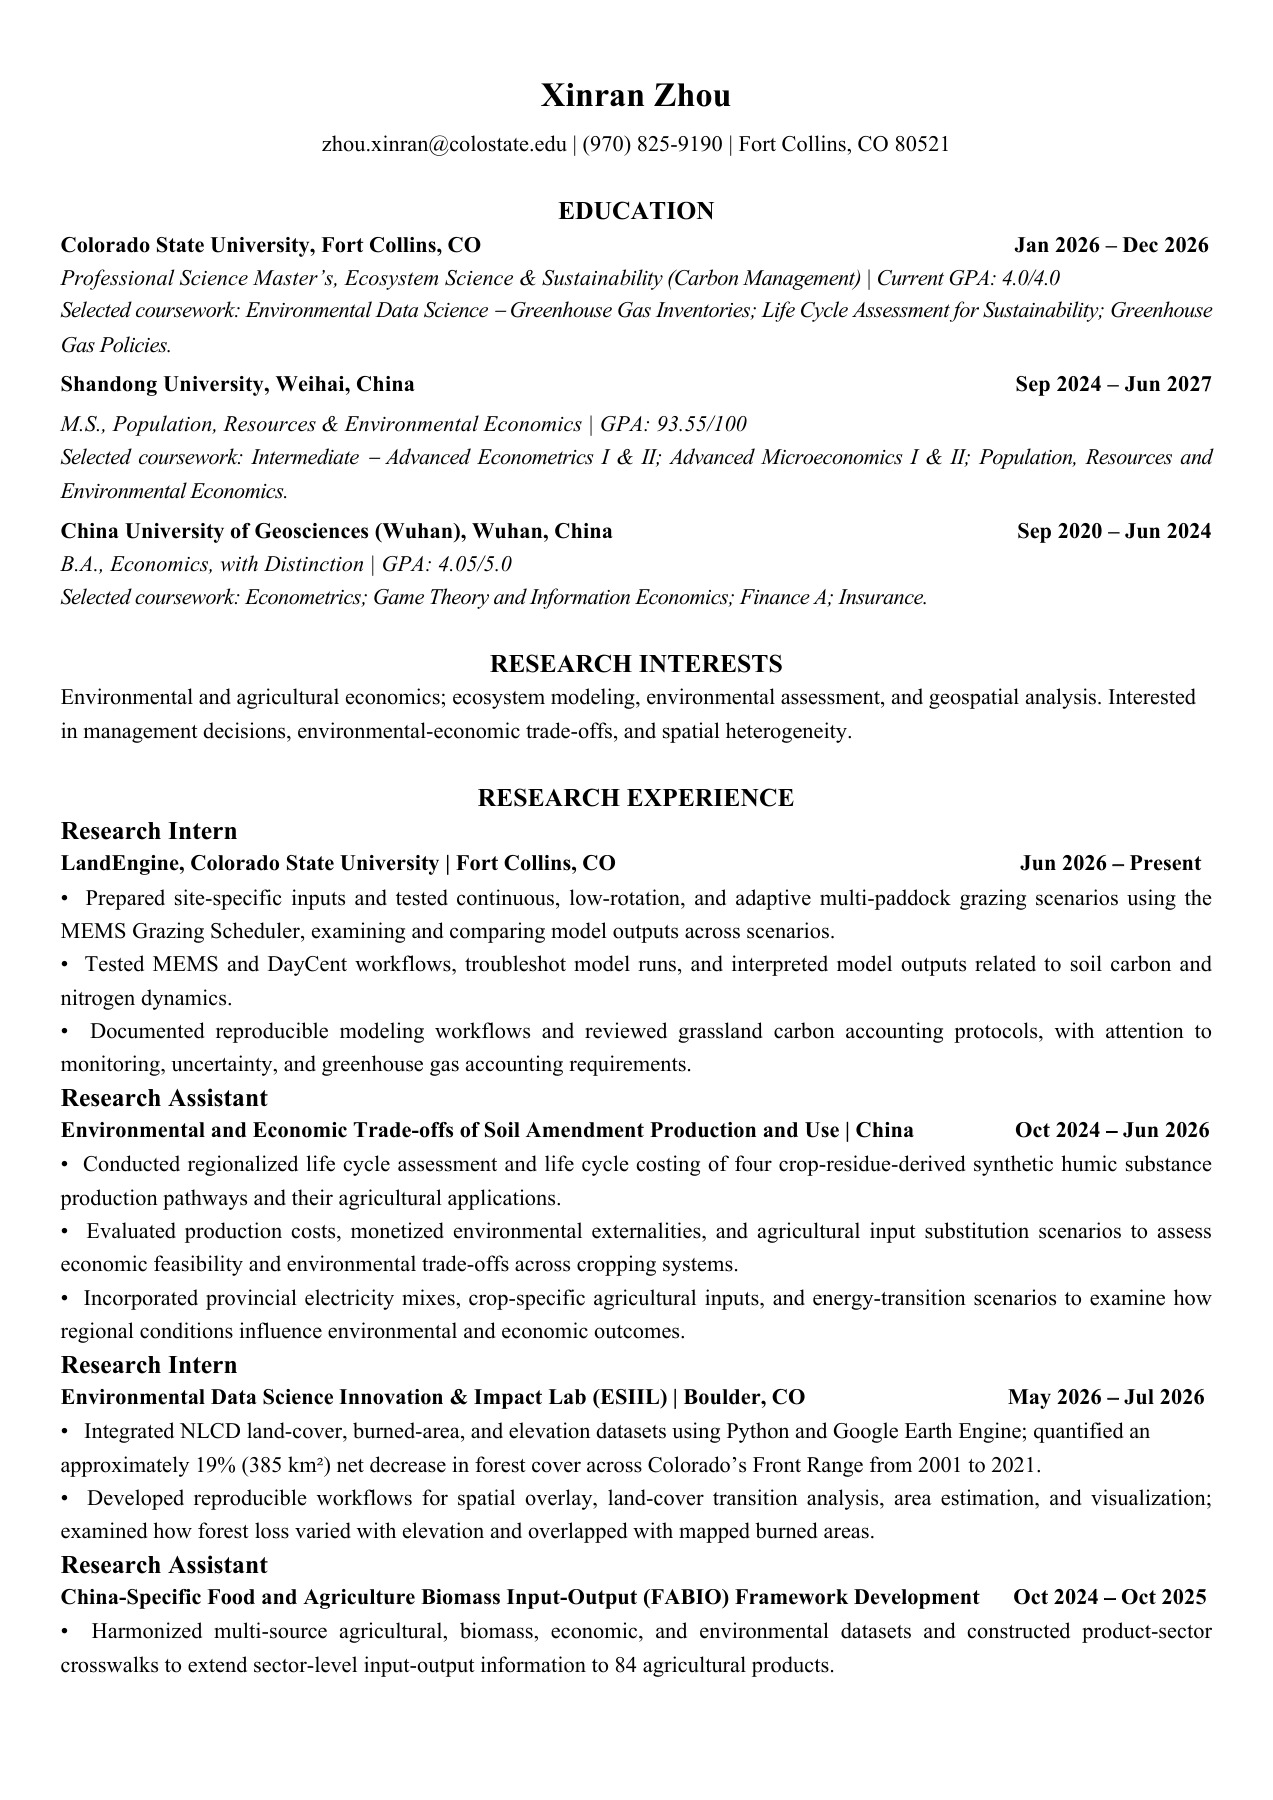 Xinran Zhou
zhou.xinran@colostate.edu | (970) 825-9190 | Fort Collins, CO 80521
EDUCATION
Colorado State University, Fort Collins, CO Jan 2026 – Dec 2026
Professional Science Master’s, Ecosystem Science & Sustainability (Carbon Management) | Current GPA: 4.0/4.0
Selected coursework: Environmental Data Science – Greenhouse Gas Inventories; Life Cycle Assessment for Sustainability; Greenhouse
Gas Policies.
Shandong University, Weihai, China Sep 2024 – Jun 2027
M.S., Population, Resources & Environmental Economics | GPA: 93.55/100
Selected coursework: Intermediate – Advanced Econometrics I & II; Advanced Microeconomics I & II; Population, Resources and
Environmental Economics.
China University of Geosciences (Wuhan), Wuhan, China Sep 2020 – Jun 2024
B.A., Economics, with Distinction | GPA: 4.05/5.0
Selected coursework: Econometrics; Game Theory and Information Economics; Finance A; Insurance.
RESEARCH INTERESTS
Environmental and agricultural economics; ecosystem modeling, environmental assessment, and geospatial analysis. Interested
in management decisions, environmental-economic trade-offs, and spatial heterogeneity.
RESEARCH EXPERIENCE
Research Intern
LandEngine, Colorado State University | Fort Collins, CO Jun 2026 – Present
• Prepared site-specific inputs and tested continuous, low-rotation, and adaptive multi-paddock grazing scenarios using the
MEMS Grazing Scheduler, examining and comparing model outputs across scenarios.
• Tested MEMS and DayCent workflows, troubleshot model runs, and interpreted model outputs related to soil carbon and
nitrogen dynamics.
• Documented reproducible modeling workflows and reviewed grassland carbon accounting protocols, with attention to
monitoring, uncertainty, and greenhouse gas accounting requirements.
Research Assistant
Environmental and Economic Trade-offs of Soil Amendment Production and Use | China Oct 2024 – Jun 2026
• Conducted regionalized life cycle assessment and life cycle costing of four crop-residue-derived synthetic humic substance
production pathways and their agricultural applications.
• Evaluated production costs, monetized environmental externalities, and agricultural input substitution scenarios to assess
economic feasibility and environmental trade-offs across cropping systems.
• Incorporated provincial electricity mixes, crop-specific agricultural inputs, and energy-transition scenarios to examine how
regional conditions influence environmental and economic outcomes.
Research Intern
Environmental Data Science Innovation & Impact Lab (ESIIL) | Boulder, CO May 2026 – Jul 2026
• Integrated NLCD land-cover, burned-area, and elevation datasets using Python and Google Earth Engine; quantified an
approximately 19% (385 km²) net decrease in forest cover across Colorado’s Front Range from 2001 to 2021.
• Developed reproducible workflows for spatial overlay, land-cover transition analysis, area estimation, and visualization;
examined how forest loss varied with elevation and overlapped with mapped burned areas.
Research Assistant
China-Specific Food and Agriculture Biomass Input-Output (FABIO) Framework Development Oct 2024 – Oct 2025
• Harmonized multi-source agricultural, biomass, economic, and environmental datasets and constructed product-sector
crosswalks to extend sector-level input-output information to 84 agricultural products.